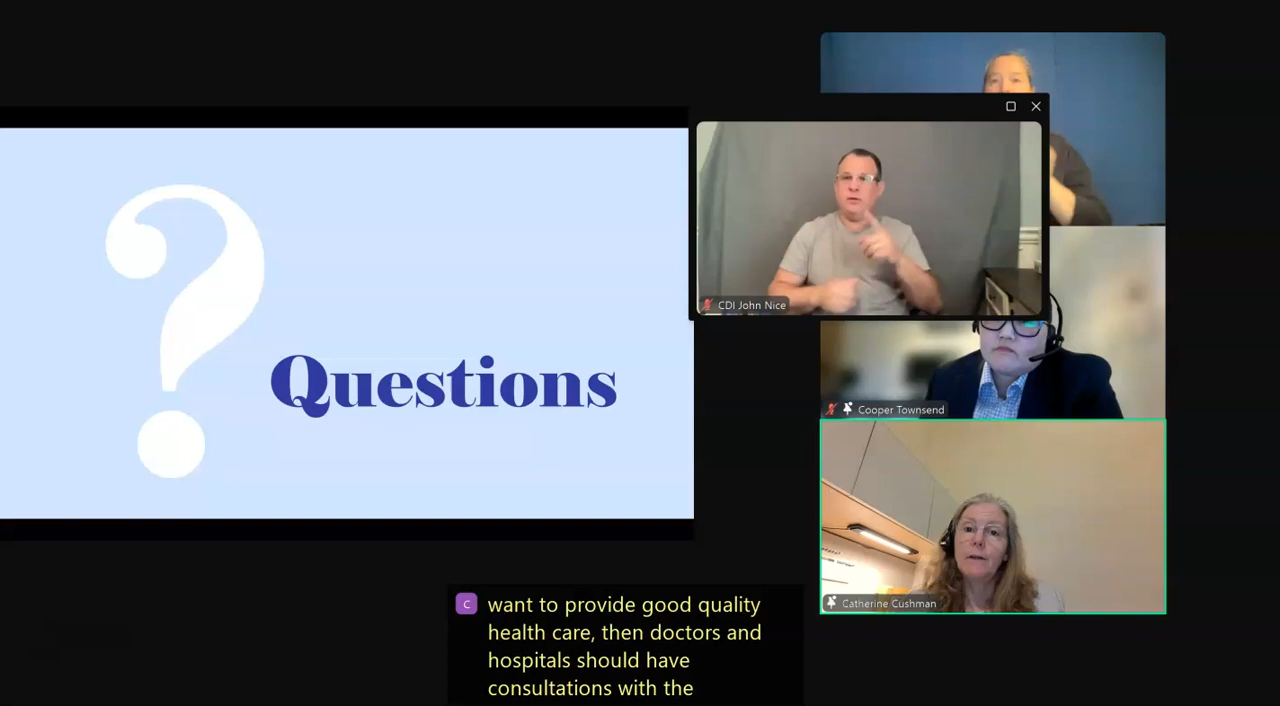 ?
Questions
CDI John Nice
Cooper Townsend
Catherine Cushman
C
want to provide good quality
health care, then doctors and
hospitals should have
consultations with the